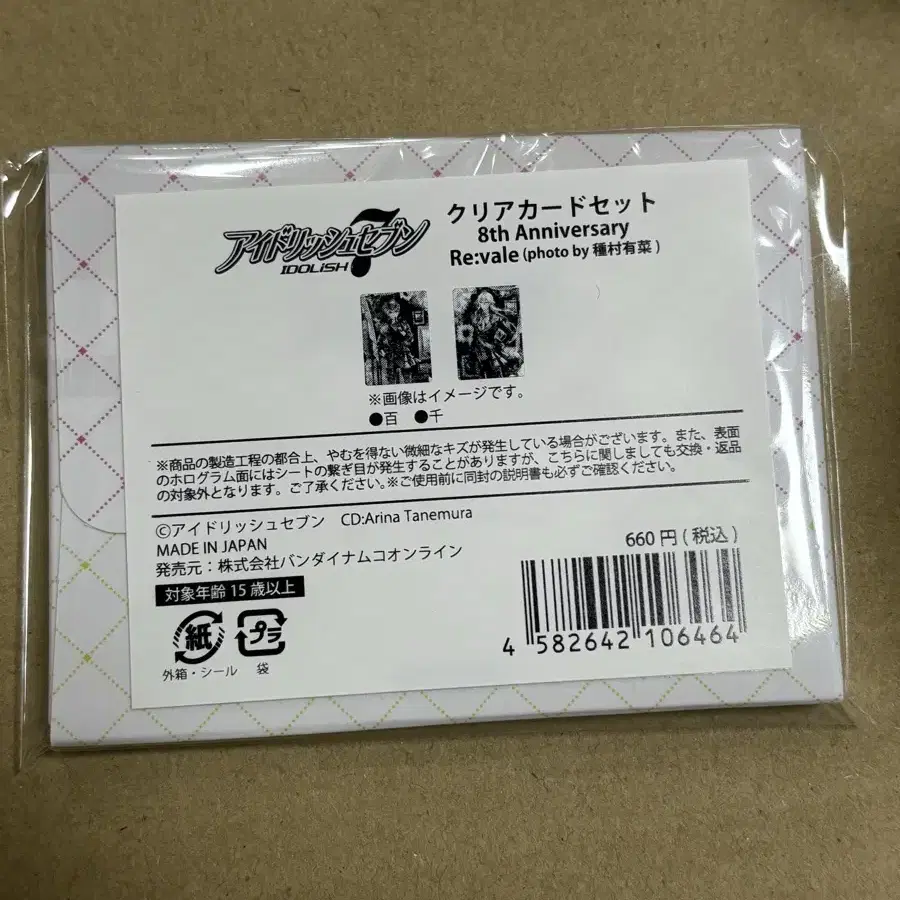 アイドリッシュセブン
IDOLiSH7
クリアカードセット
8th Anniversary
Re:vale (photo by 種村有菜)
※画像はイメージです。
●百 ●千
※商品の製造工程の都合上、やむを得ない微細なキズが発生している場合がございます。また、表面
のホログラム面にはシートの繋ぎ目が発生することがありますが、こちらに関しましても交換・返品
の対象外となります。ご了承ください。※ご使用前に同封の説明書も必ずご確認ください。
©アイドリッシュセブン CD:Arina Tanemura
MADE IN JAPAN
発売元：株式会社バンダイナムコオンライン
660円(税込)
対象年齢15歳以上
紙
プラ
外箱・シール
袋
4 582642 106464